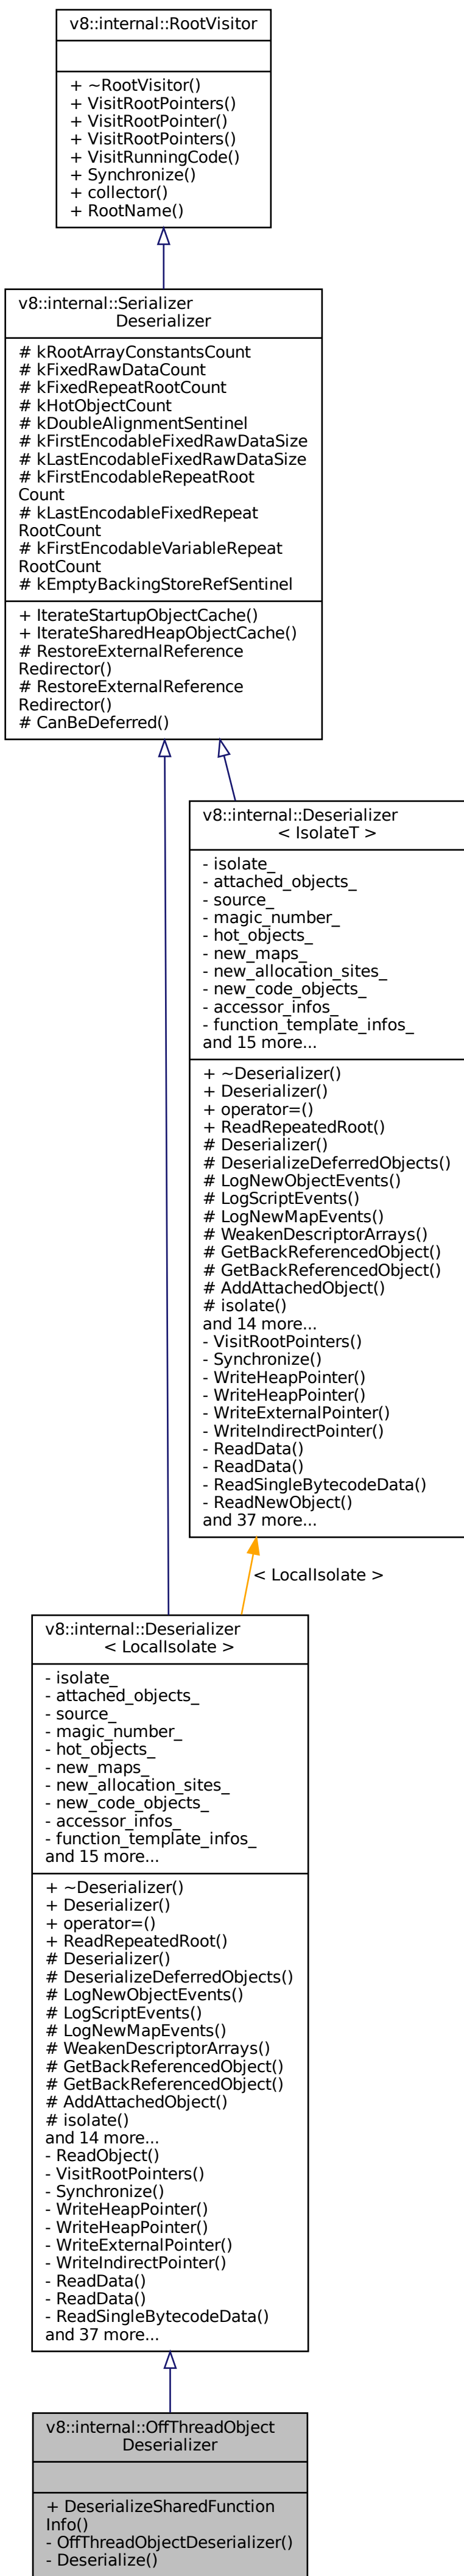 v8::internal::RootVisitor
+ ~RootVisitor()
+ VisitRootPointers()
+ VisitRootPointer()
+ VisitRootPointers()
+ VisitRunningCode()
+ Synchronize()
+ collector()
+ RootName()
v8::internal::Serializer
Deserializer
# kRootArrayConstantsCount
# kFixedRawDataCount
# kFixedRepeatRootCount
# kHotObjectCount
# kDoubleAlignmentSentinel
# kFirstEncodableFixedRawDataSize
# kLastEncodableFixedRawDataSize
# kFirstEncodableRepeatRoot
Count
# kLastEncodableFixedRepeat
RootCount
# kFirstEncodableVariableRepeat
RootCount
# kEmptyBackingStoreRefSentinel
+ IterateStartupObjectCache()
+ IterateSharedHeapObjectCache()
# RestoreExternalReference
Redirector()
# RestoreExternalReference
Redirector()
# CanBeDeferred()
v8::internal::Deserializer
< IsolateT >
- isolate_
- attached_objects_
- source_
- magic_number_
- hot_objects_
- new_maps_
- new_allocation_sites_
- new_code_objects_
- accessor_infos_
- function_template_infos_
and 15 more...
+ ~Deserializer()
+ Deserializer()
+ operator=()
+ ReadRepeatedRoot()
# Deserializer()
# DeserializeDeferredObjects()
# LogNewObjectEvents()
# LogScriptEvents()
# LogNewMapEvents()
# WeakenDescriptorArrays()
# GetBackReferencedObject()
# GetBackReferencedObject()
# AddAttachedObject()
# isolate()
and 14 more...
- VisitRootPointers()
- Synchronize()
- WriteHeapPointer()
- WriteHeapPointer()
- WriteExternalPointer()
- WriteIndirectPointer()
- ReadData()
- ReadData()
- ReadSingleBytecodeData()
- ReadNewObject()
and 37 more...
< LocalIsolate >
v8::internal::Deserializer
< LocalIsolate >
- isolate_
- attached_objects_
- source_
- magic_number_
- hot_objects_
- new_maps_
- new_allocation_sites_
- new_code_objects_
- accessor_infos_
- function_template_infos_
and 15 more...
+ ~Deserializer()
+ Deserializer()
+ operator=()
+ ReadRepeatedRoot()
# Deserializer()
# DeserializeDeferredObjects()
# LogNewObjectEvents()
# LogScriptEvents()
# LogNewMapEvents()
# WeakenDescriptorArrays()
# GetBackReferencedObject()
# GetBackReferencedObject()
# AddAttachedObject()
# isolate()
and 14 more...
- ReadObject()
- VisitRootPointers()
- Synchronize()
- WriteHeapPointer()
- WriteHeapPointer()
- WriteExternalPointer()
- WriteIndirectPointer()
- ReadData()
- ReadData()
- ReadSingleBytecodeData()
and 37 more...
v8::internal::OffThreadObject
Deserializer
+ DeserializeSharedFunction
Info()
- OffThreadObjectDeserializer()
- Deserialize()